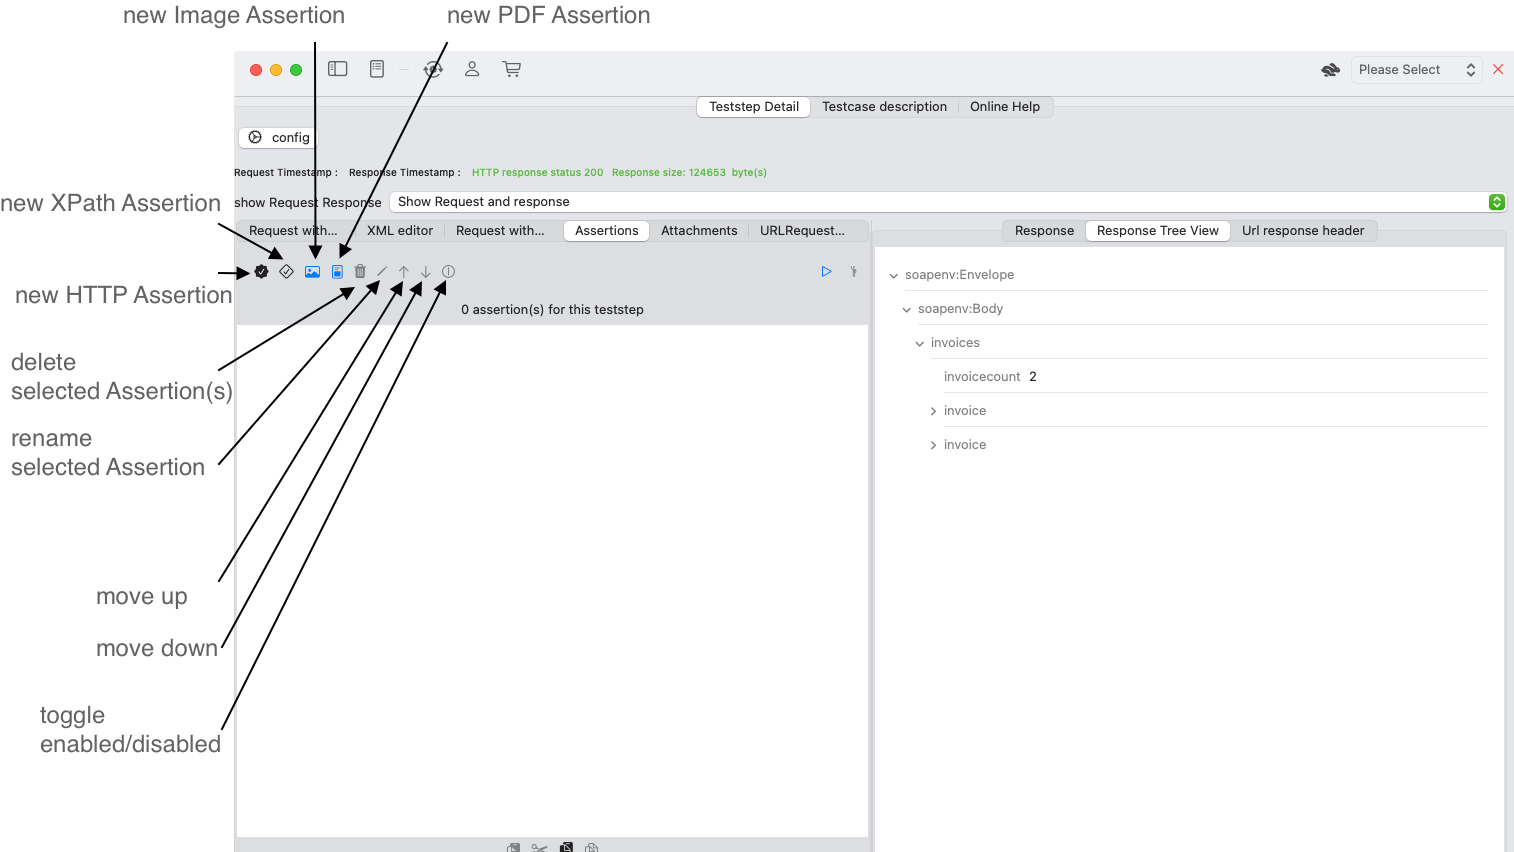 new Image Assertion
new PDF Assertion
Please Select
Teststep Detail
Testcase description
Online Help
config
Request Timestamp :
Response Timestamp :
HTTP response status 200
Response size: 124653 byte(s)
new XPath Assertion
show Request Response
Show Request and response
Request with...
XML editor
Request with...
Assertions
Attachments
URLRequest...
Response
Response Tree View
Url response header
new HTTP Assertion
0 assertion(s) for this teststep
soapenv:Envelope
soapenv:Body
invoices
invoicecount 2
invoice
invoice
delete
selected Assertion(s)
rename
selected Assertion
move up
move down
toggle
enabled/disabled